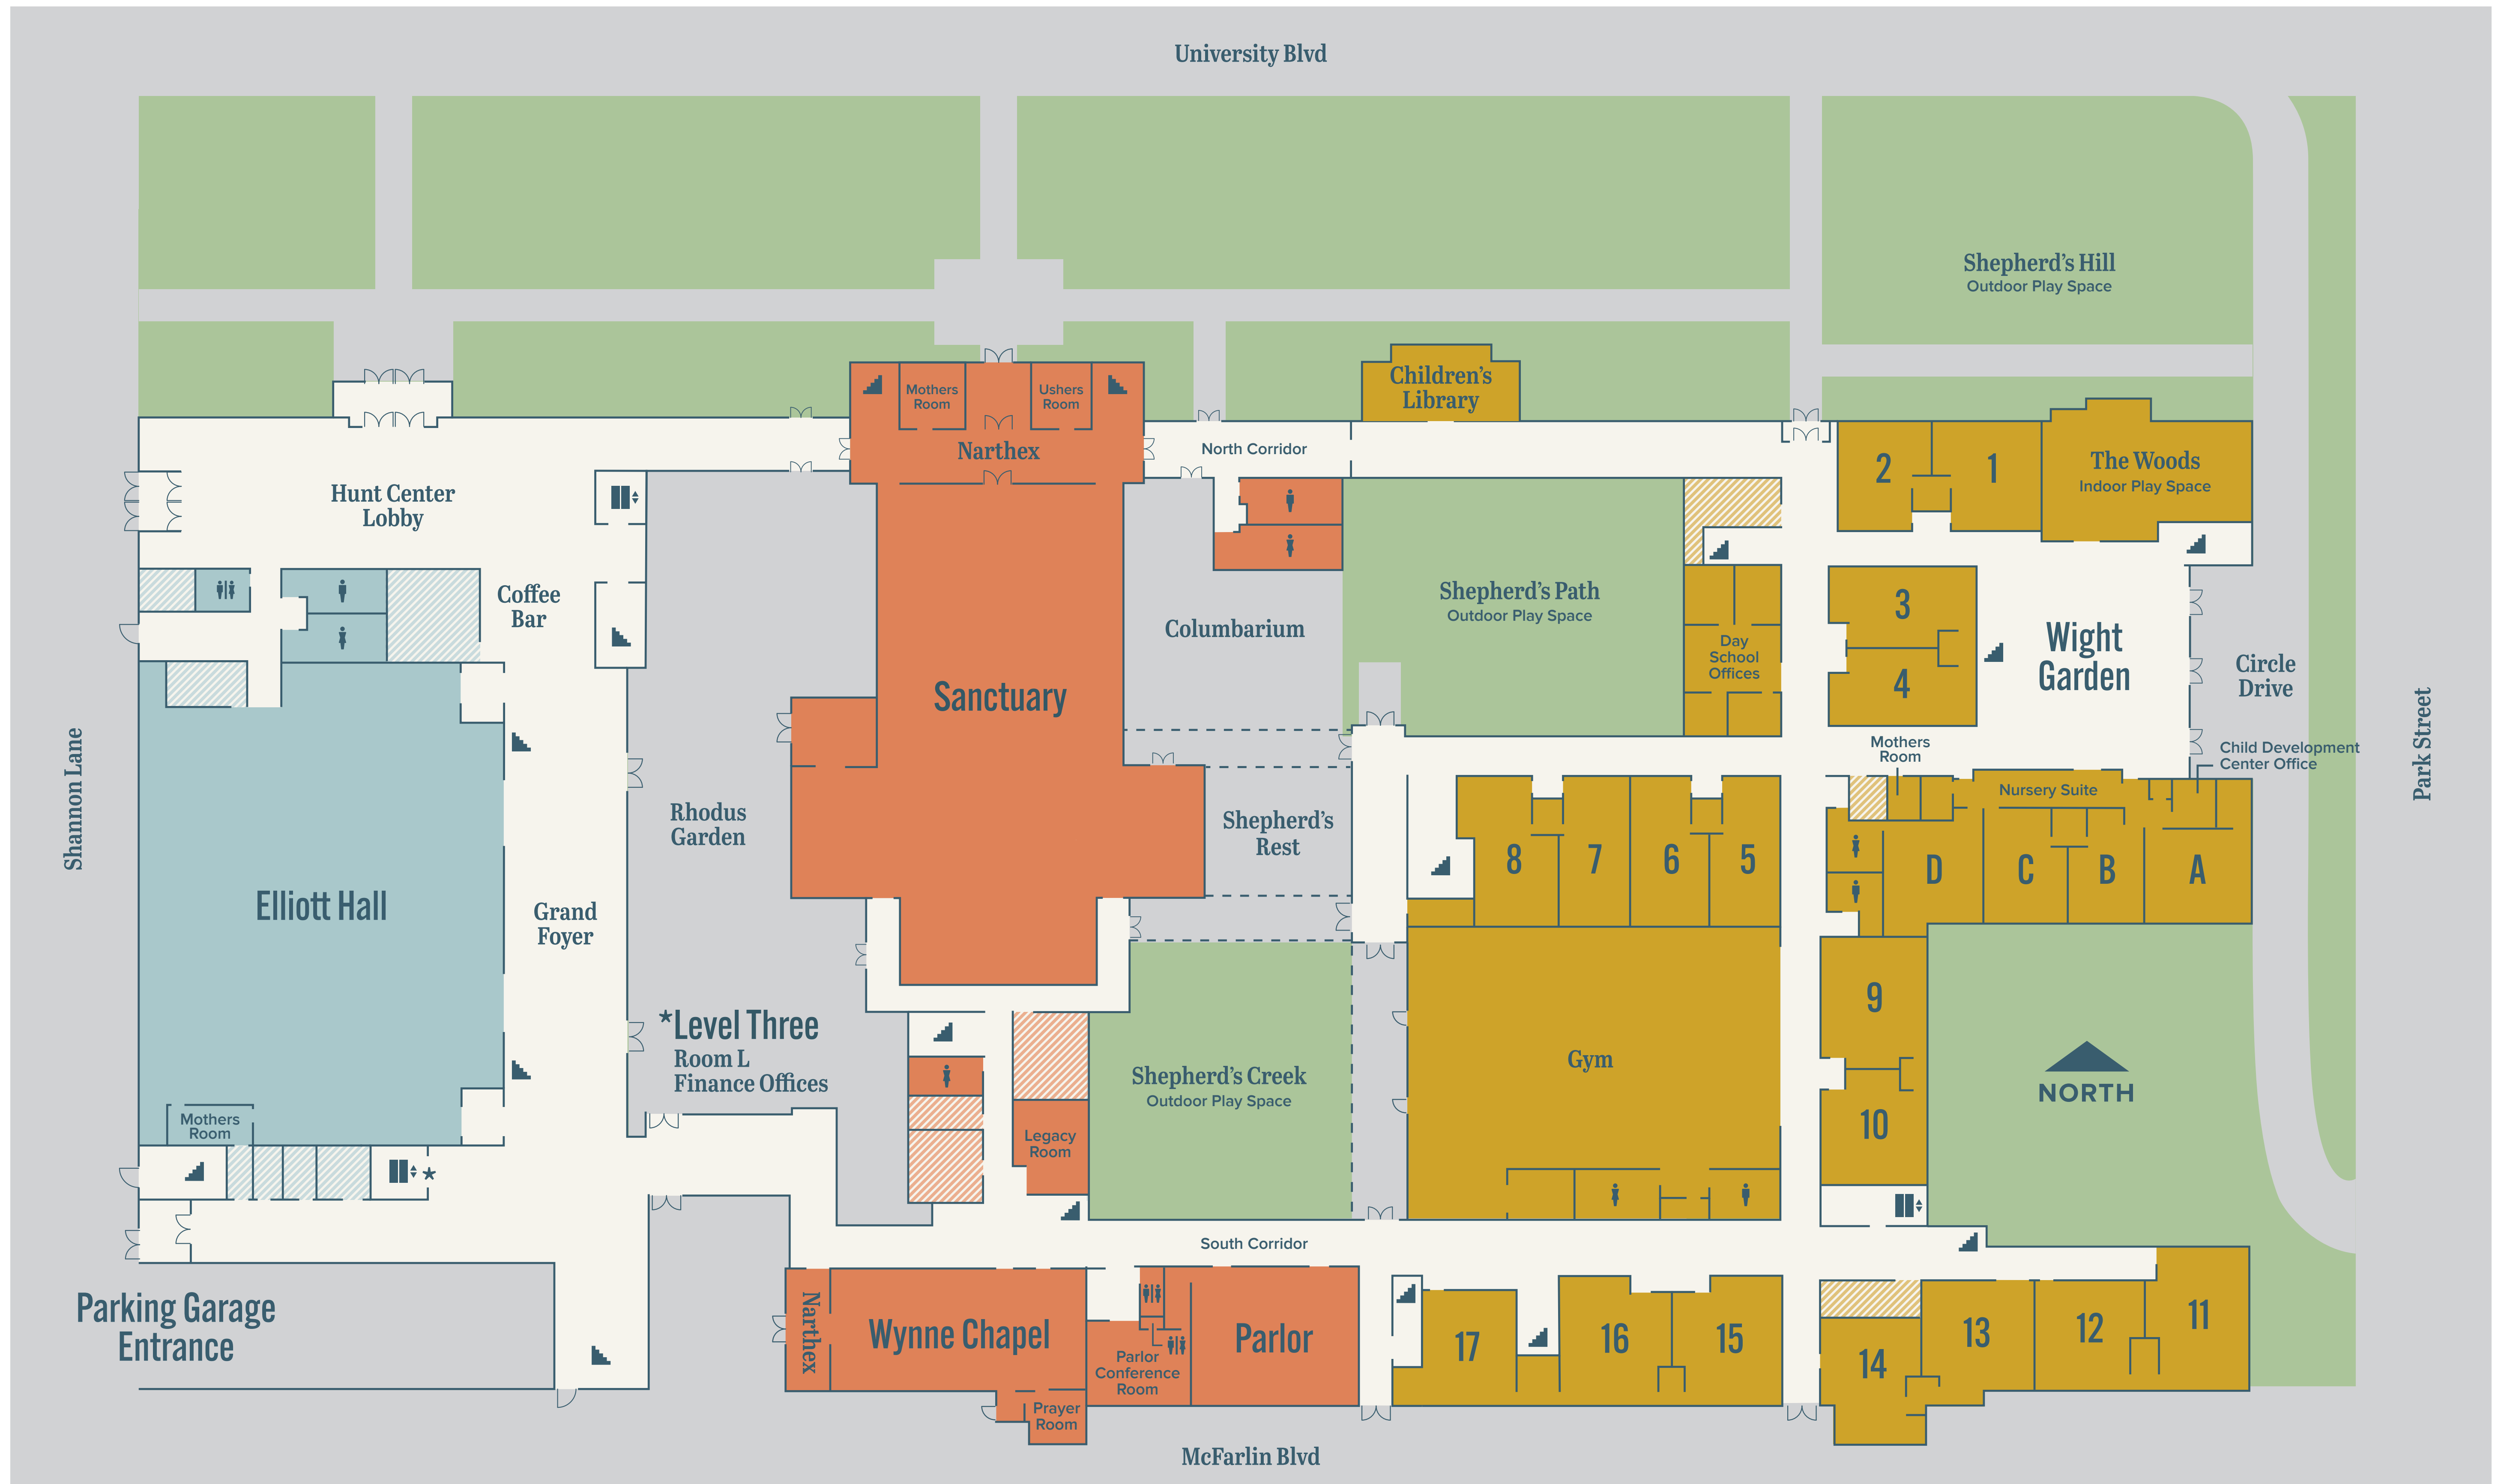 University Blvd
Shepherd's Hill
Outdoor Play Space
Children's
Library
Mothers
Room
Ushers
Room
Narthex
North Corridor
2
1
The Woods
Indoor Play Space
Hunt Center
Lobby
Coffee
Bar
Columbarium
Shepherd's Path
Outdoor Play Space
Day
School
Offices
3
4
Wight
Garden
Circle
Drive
Sanctuary
Shannon Lane
Park Street
Mothers
Room
Child Development
Center Office
Nursery Suite
Rhodus
Garden
Shepherd's
Rest
8
7
6
5
D
C
B
A
Elliott Hall
Grand
Foyer
*Level Three
Room L
Finance Offices
9
Gym
Shepherd's Creek
Outdoor Play Space
NORTH
10
Mothers
Room
Legacy
Room
*
South Corridor
Parking Garage
Entrance
Narthex
Wynne Chapel
Parlor
Conference
Room
Parlor
Prayer
Room
17
16
15
14
13
12
11
McFarlin Blvd